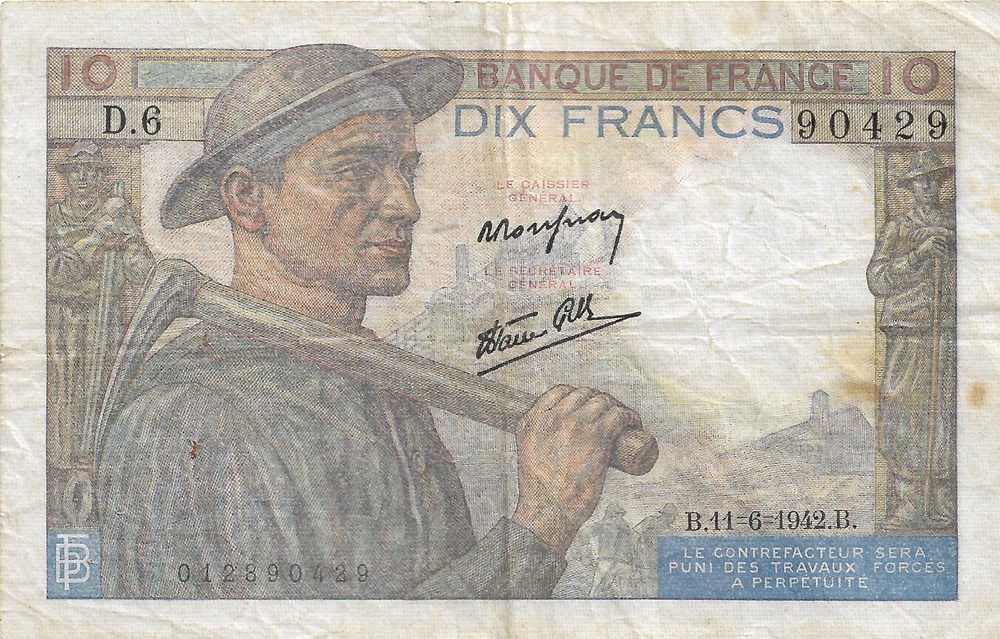 10 BANQUE DE FRANCE 10
D.6 DIX FRANCS 90429
LE CAISSIER
GÉNÉRAL
LE SECRÉTAIRE
GÉNÉRAL
B.11-6-1942.B.
LE CONTREFACTEUR SERA
PUNI DES TRAVAUX FORCÉS
A PERPÉTUITÉ
012890429